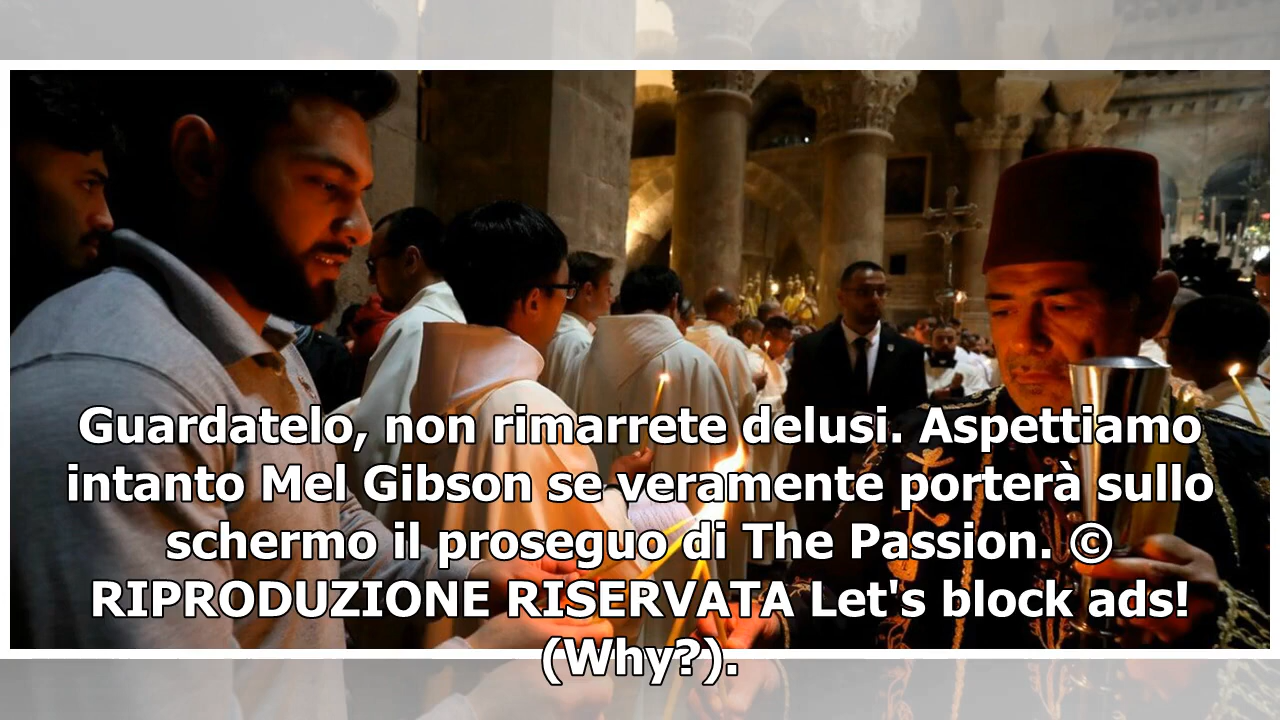 Guardatelo, non rimarrete delusi. Aspettiamo
intanto Mel Gibson se veramente porterà sullo
schermo il proseguo di The Passion. ©
RIPRODUZIONE RISERVATA Let's block ads!
(Why?).